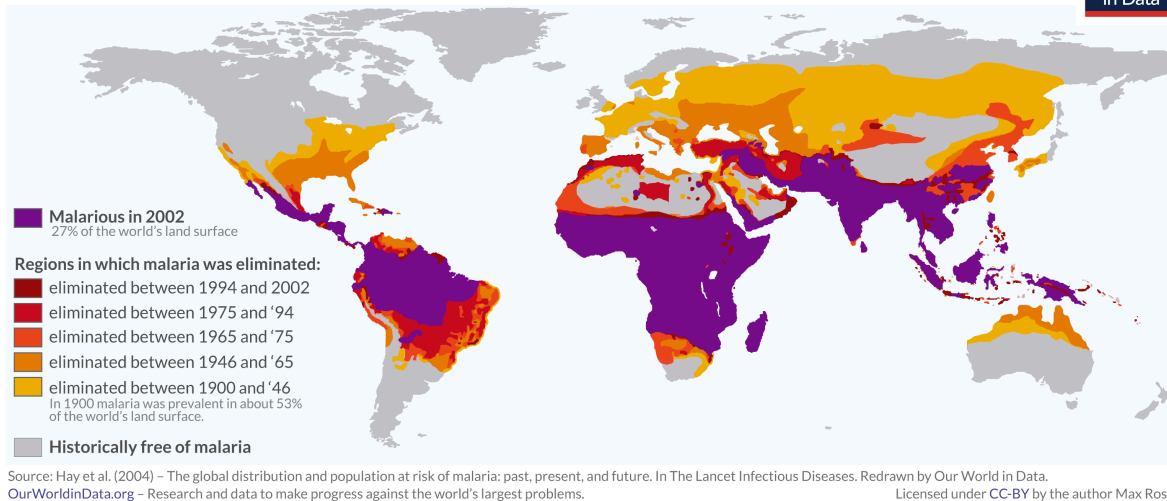 in Data
Malarious in 2002
27% of the world's land surface
Regions in which malaria was eliminated:
eliminated between 1994 and 2002
eliminated between 1975 and ‘94
eliminated between 1965 and ‘75
eliminated between 1946 and ‘65
eliminated between 1900 and ‘46
In 1900 malaria was prevalent in about 53%
of the world's land surface.
Historically free of malaria
Source: Hay et al. (2004) – The global distribution and population at risk of malaria: past, present, and future. In The Lancet Infectious Diseases. Redrawn by Our World in Data.
OurWorldinData.org – Research and data to make progress against the world's largest problems.
Licensed under CC-BY by the author Max Ros